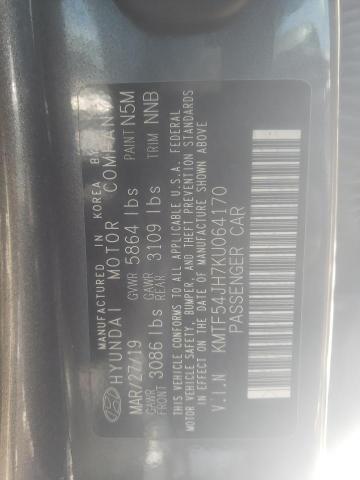 MANUFACTURED IN KOREA BY
HYUNDAI MOTOR COMPANY
MAR/27/19 GVWR 5864 lbs PAINT N5M
GAWR FRONT 3086 lbs GAWR REAR 3109 lbs TRIM NNB
THIS VEHICLE CONFORMS TO ALL APPLICABLE U.S.A. FEDERAL
MOTOR VEHICLE SAFETY, BUMPER, AND THEFT PREVENTION STANDARDS
IN EFFECT ON THE DATE OF MANUFACTURE SHOWN ABOVE
V.I.N KMTF54JH7KU064170
PASSENGER CAR